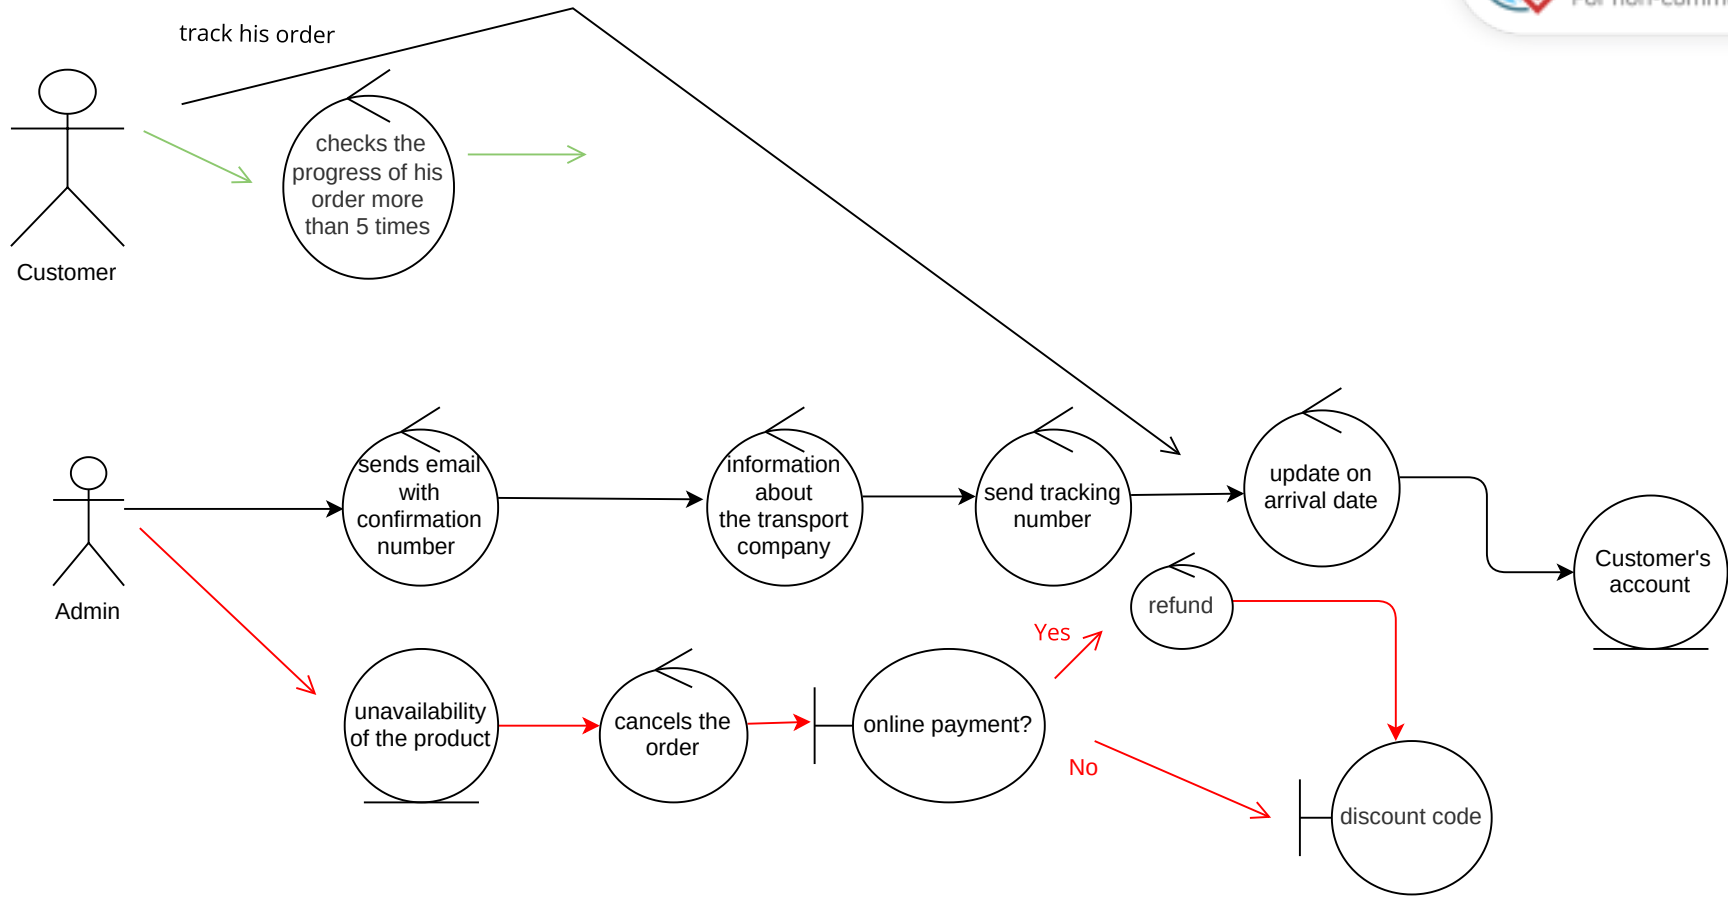 track his order
checks the
progress of his
order more
than 5 times
Customer
sends email
with
confirmation
number
information
about
the transport
company
send tracking
number
update on
arrival date
Customer's
account
Admin
refund
Yes
unavailability
of the product
cancels the
order
online payment?
No
discount code